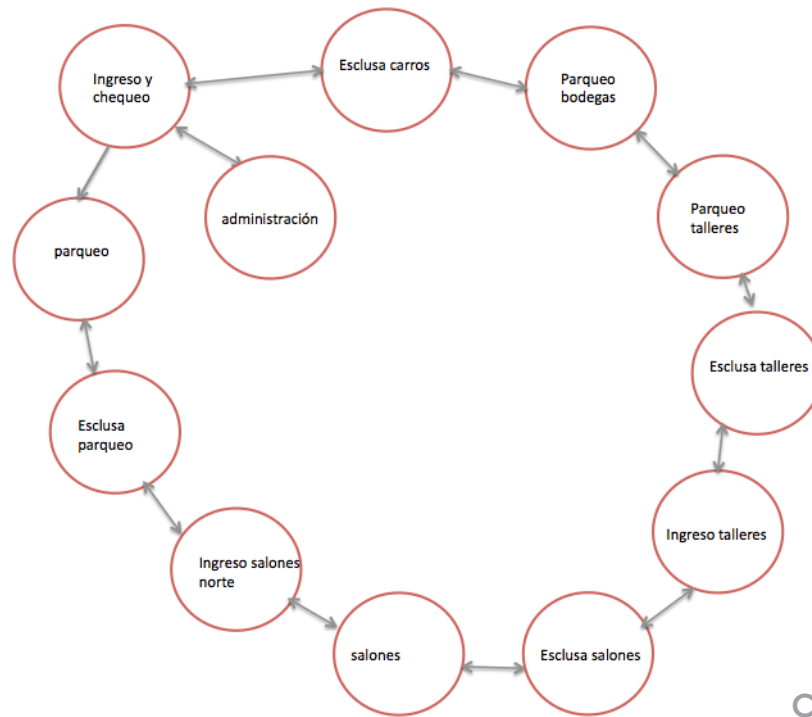 Ingreso y
chequeo
Esclusa carros
Parqueo
bodegas
administración
Parqueo
talleres
parqueo
Esclusa talleres
Esclusa
parqueo
Ingreso talleres
Ingreso salones
norte
salones
Esclusa salones